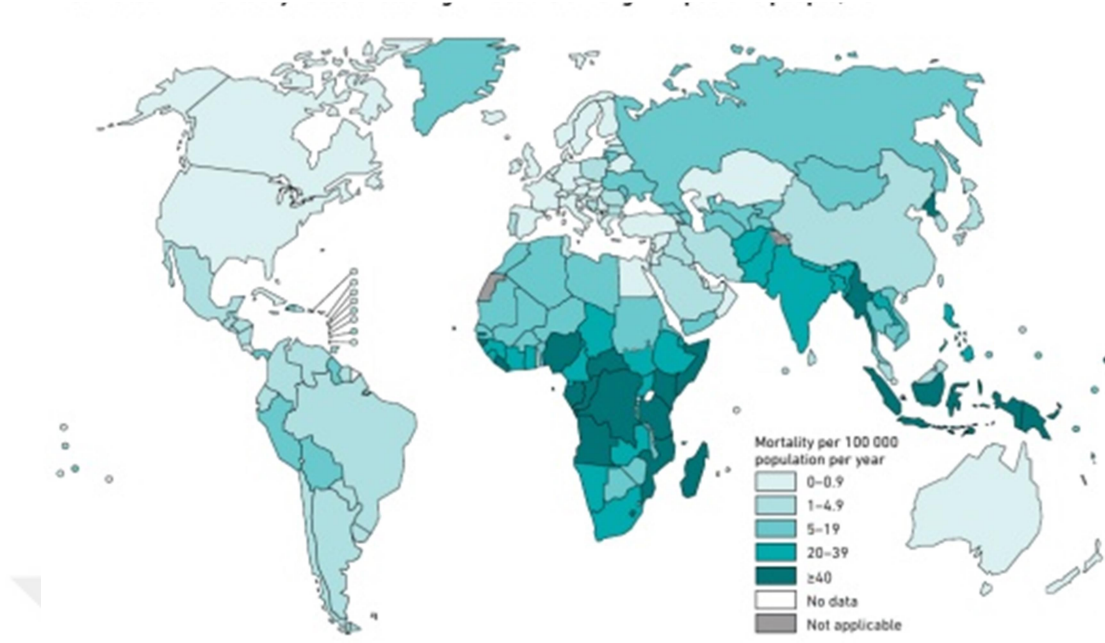 Mortality per 100 000
population per year
0–0.9
1–4.9
5–19
20–39
≥40
No data
Not applicable